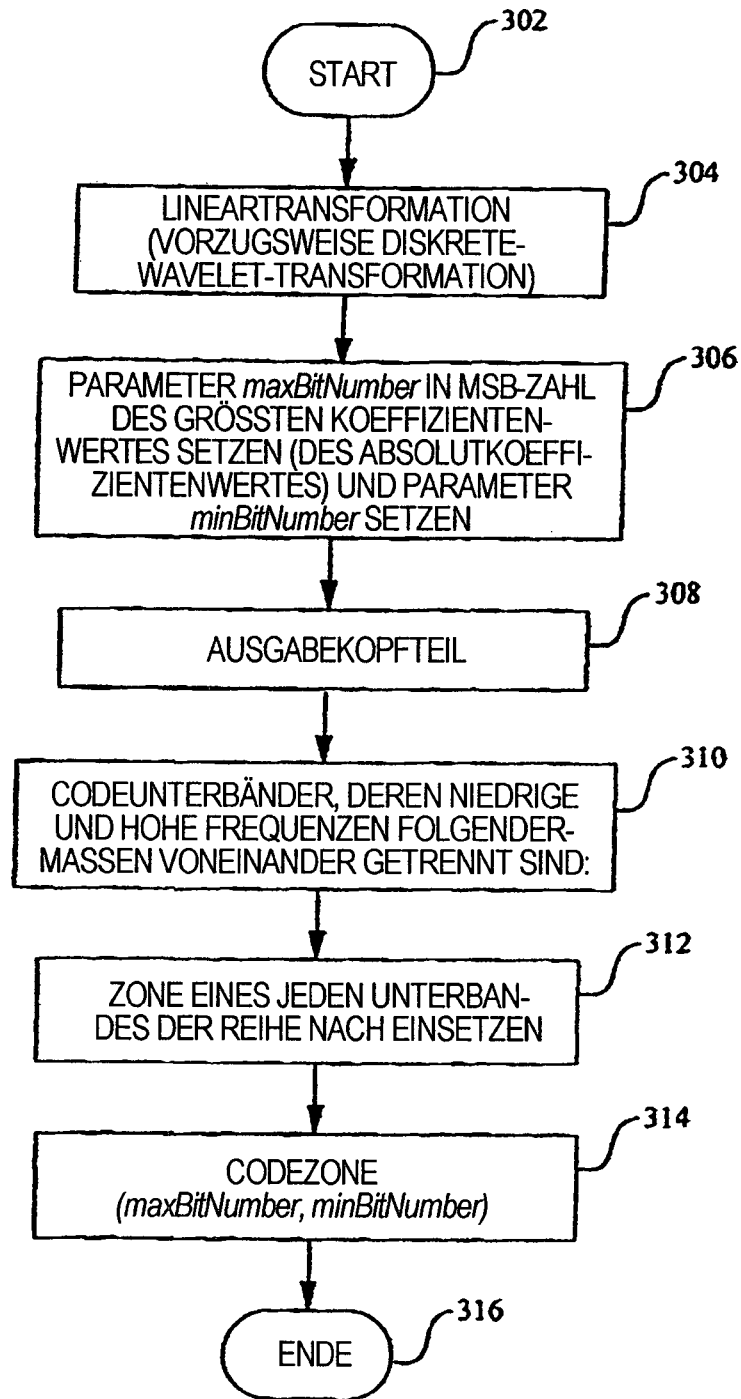 302
START
304
LINEARTRANSFORMATION
(VORZUGSWEISE DISKRETE-
WAVELET-TRANSFORMATION)
306
PARAMETER maxBitNumber IN MSB-ZAHL
DES GRÖSSTEN KOEFFIZIENTEN-
WERTES SETZEN (DES ABSOLUTKOEFFI-
ZIENTENWERTES) UND PARAMETER
minBitNumber SETZEN
308
AUSGABEKOPFTEIL
310
CODEUNTERBÄNDER, DEREN NIEDRIGE
UND HOHE FREQUENZEN FOLGENDER-
MASSEN VONEINANDER GETRENNT SIND:
312
ZONE EINES JEDEN UNTERBAN-
DES DER REIHE NACH EINSETZEN
314
CODEZONE
(maxBitNumber, minBitNumber)
316
ENDE